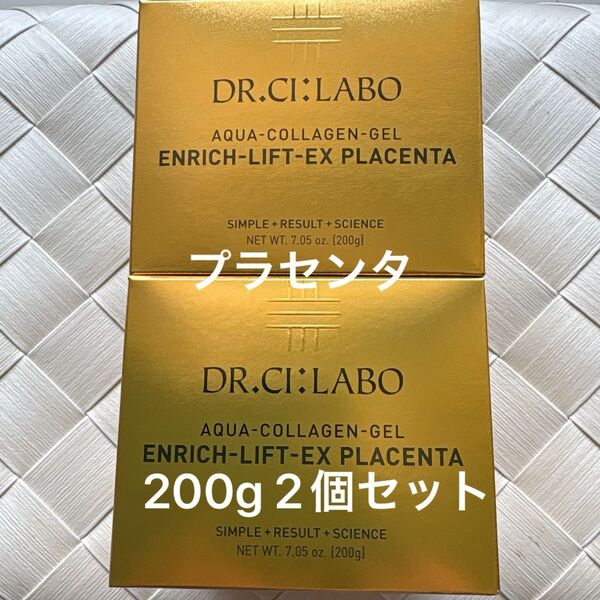 DR.CI:LABO
AQUA-COLLAGEN-GEL
ENRICH-LIFT-EX PLACENTA
SIMPLE+RESULT+SCIENCE
NET WT. 7.05 oz. [200g]
プラセンタ
DR.CI:LABO
AQUA-COLLAGEN-GEL
ENRICH-LIFT-EX PLACENTA
200g 2個セット
SIMPLE+RESULT+SCIENCE
NET WT. 7.05 oz. [200g]